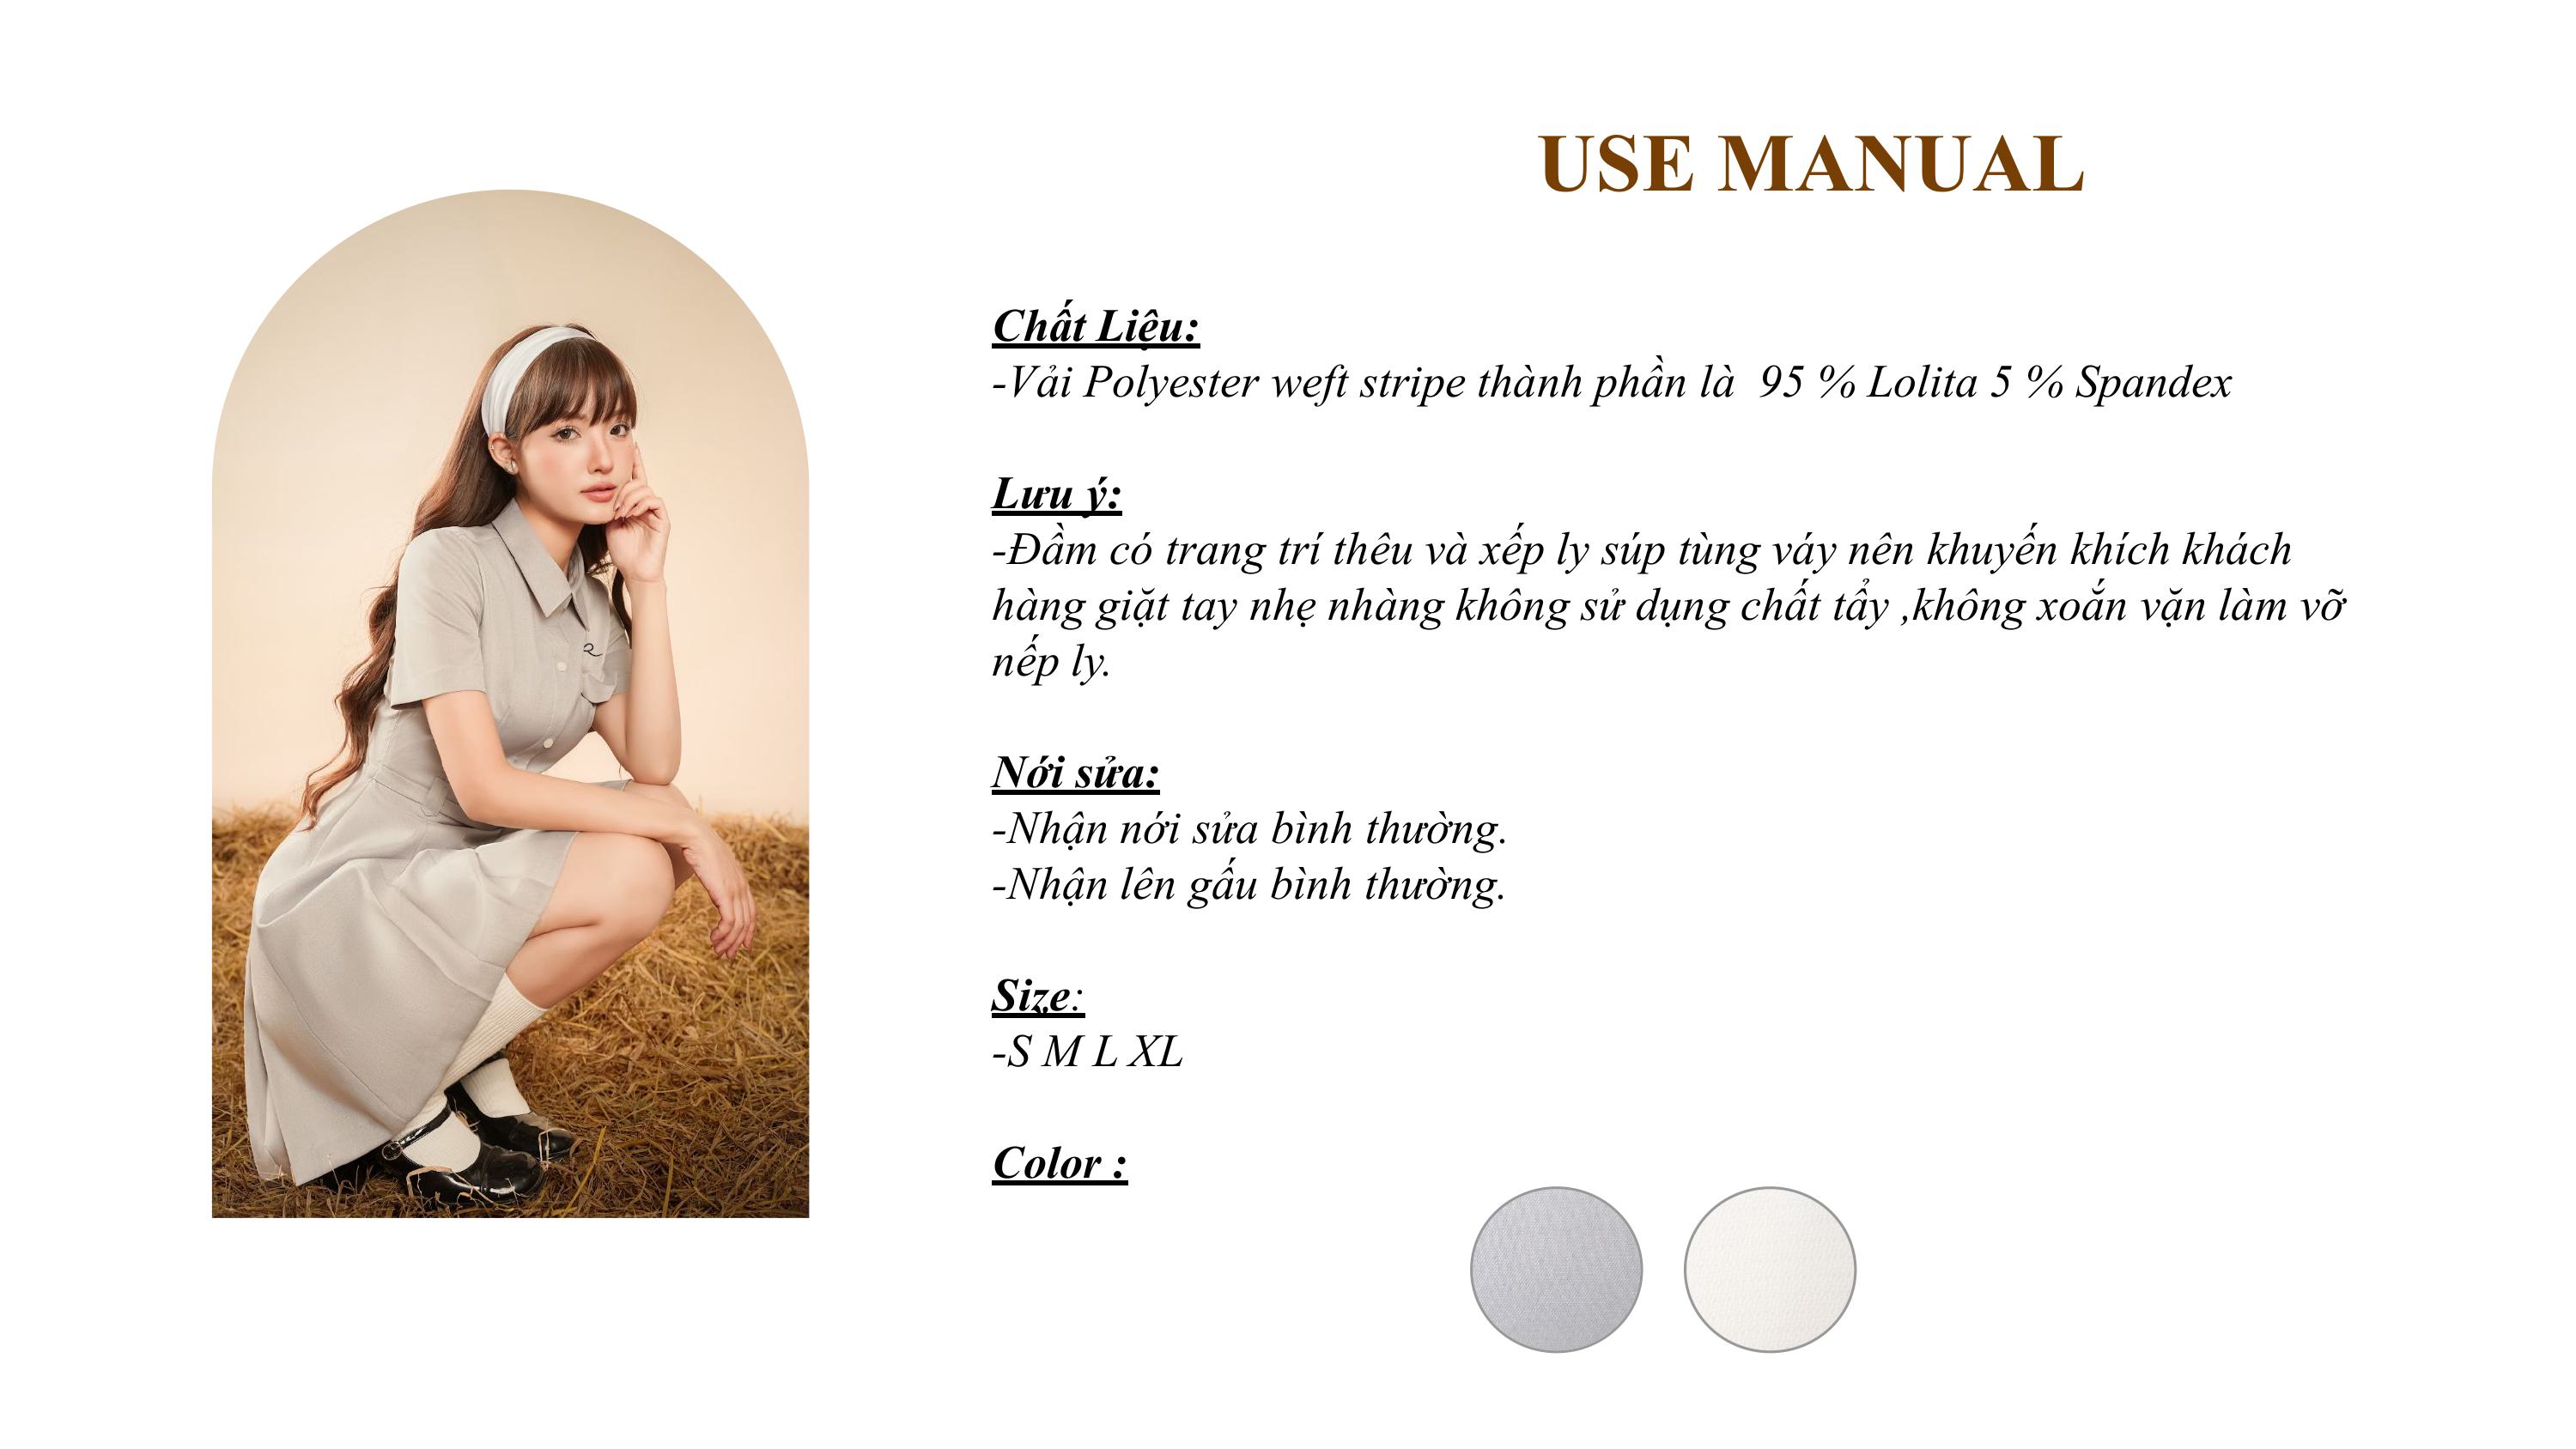 USE MANUAL
Chất Liệu:
-Vải Polyester weft stripe thành phần là  95 % Lolita 5 % Spandex
Lưu ý:
-Đầm có trang trí thêu và xếp ly súp tùng váy nên khuyến khích khách
hàng giặt tay nhẹ nhàng không sử dụng chất tẩy ,không xoắn vặn làm vỡ
nếp ly.
Nới sửa:
-Nhận nới sửa bình thường.
-Nhận lên gấu bình thường.
Size:
-S M L XL
Color :